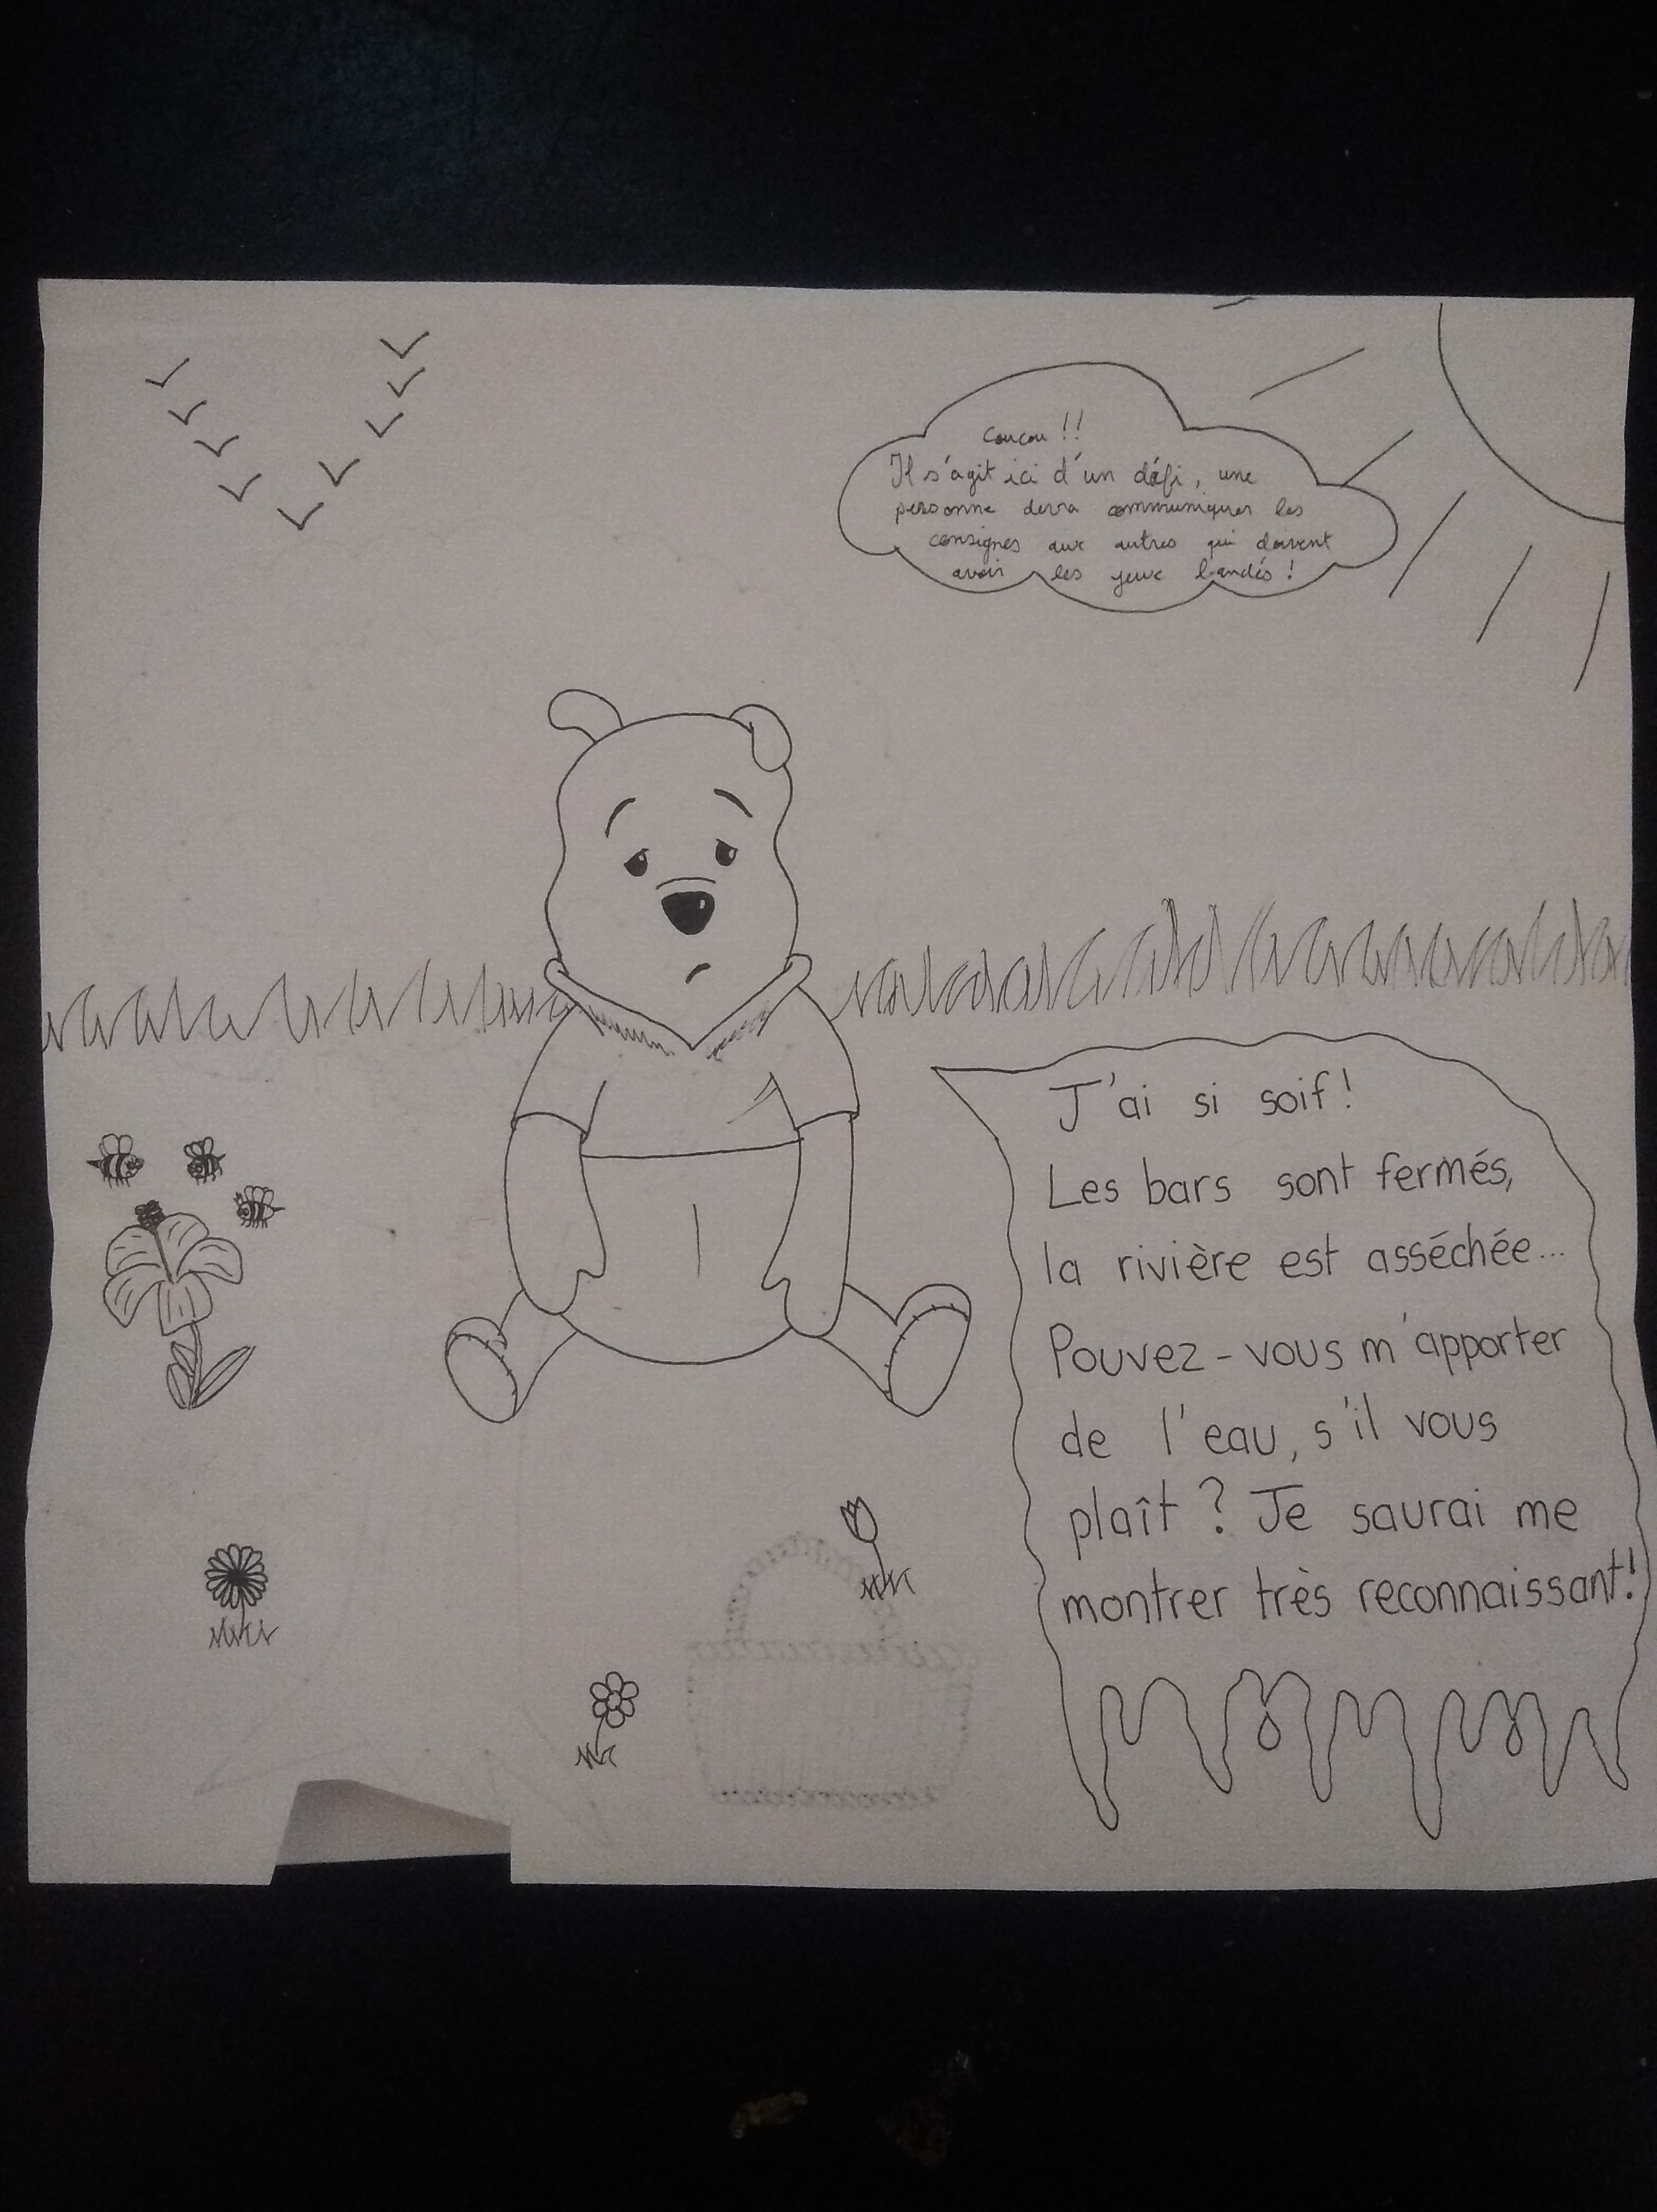 Coucou !!
Il s'agit ici d'un défi, une
personne devra communiquer les
consignes aux autres qui doivent
avoir les yeux bandés !
J'ai si soif !
Les bars sont fermés,
la rivière est asséchée...
Pouvez-vous m'apporter
de l'eau, s'il vous
plaît ? Je saurai me
montrer très reconnaissant !